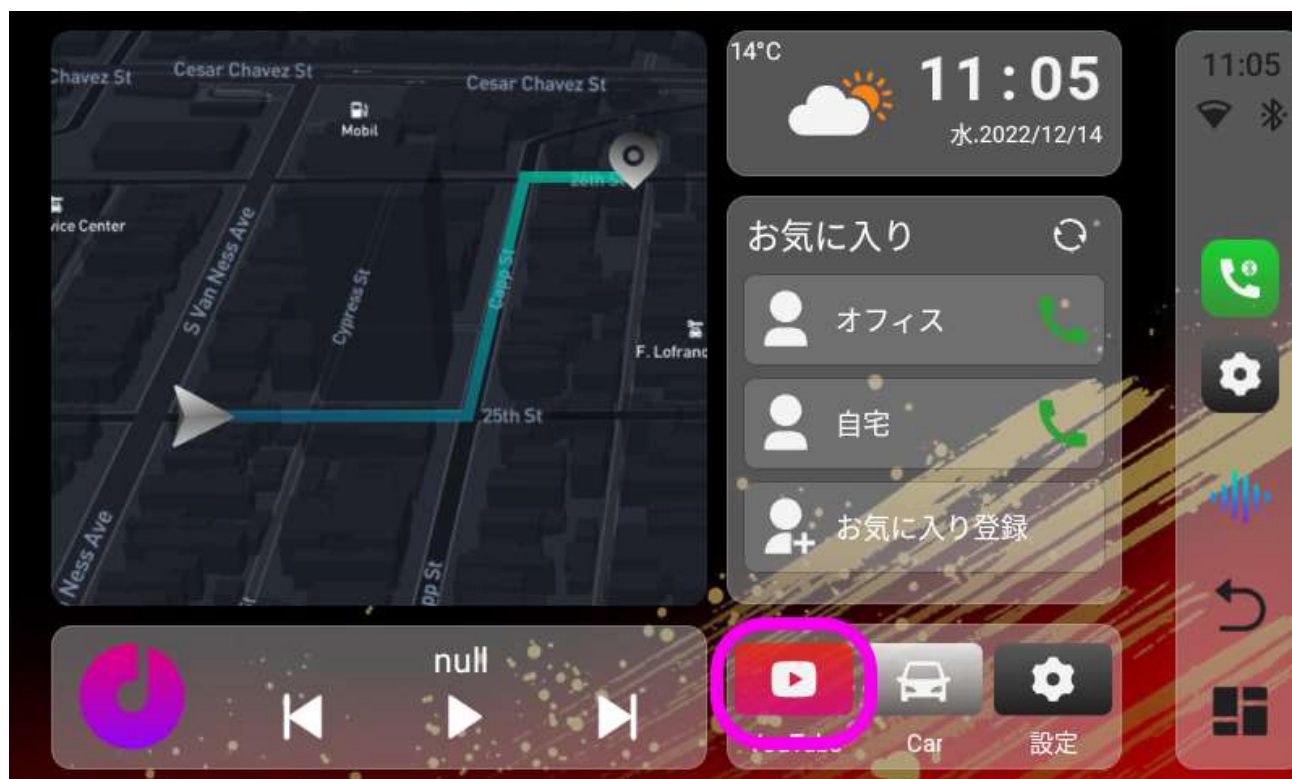 Chavez St
Cesar Chavez St
Cesar Chavez St
Mobil
26th St
vice Center
S Van Ness Ave
Cypress St
Capp St
F. Lofranc
25th St
Ness Ave
pp St
null
14°C
11:05
水.2022/12/14
お気に入り
オフィス
自宅
お気に入り登録
YouTube
Car
設定
11:05